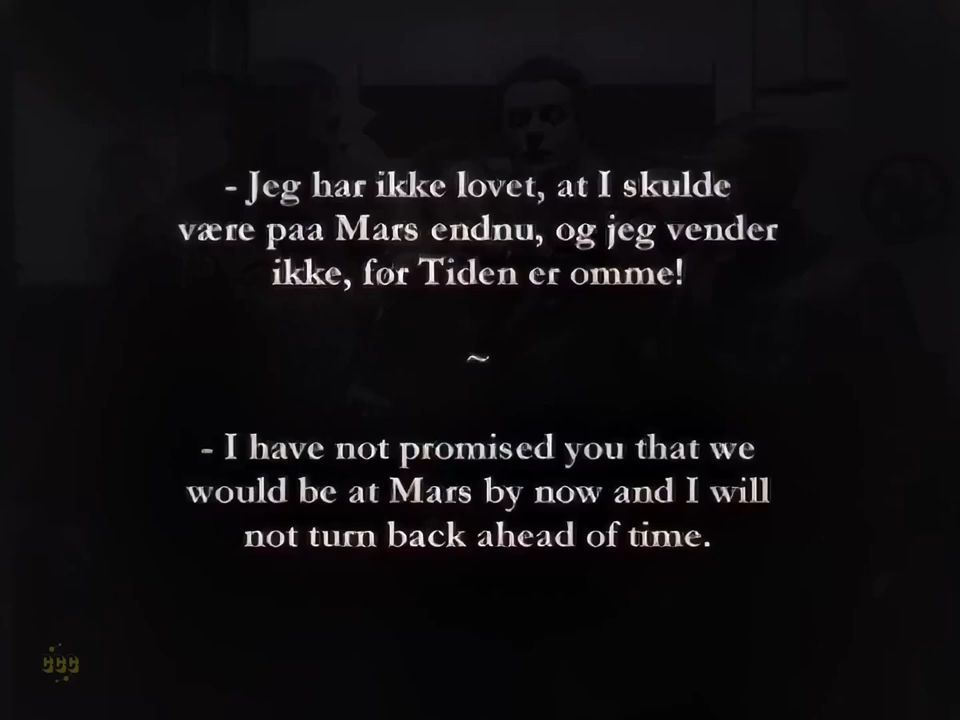 - Jeg har ikke lovet, at I skulde
være paa Mars endnu, og jeg vender
ikke, før Tiden er omme!
~
- I have not promised you that we
would be at Mars by now and I will
not turn back ahead of time.
CCC